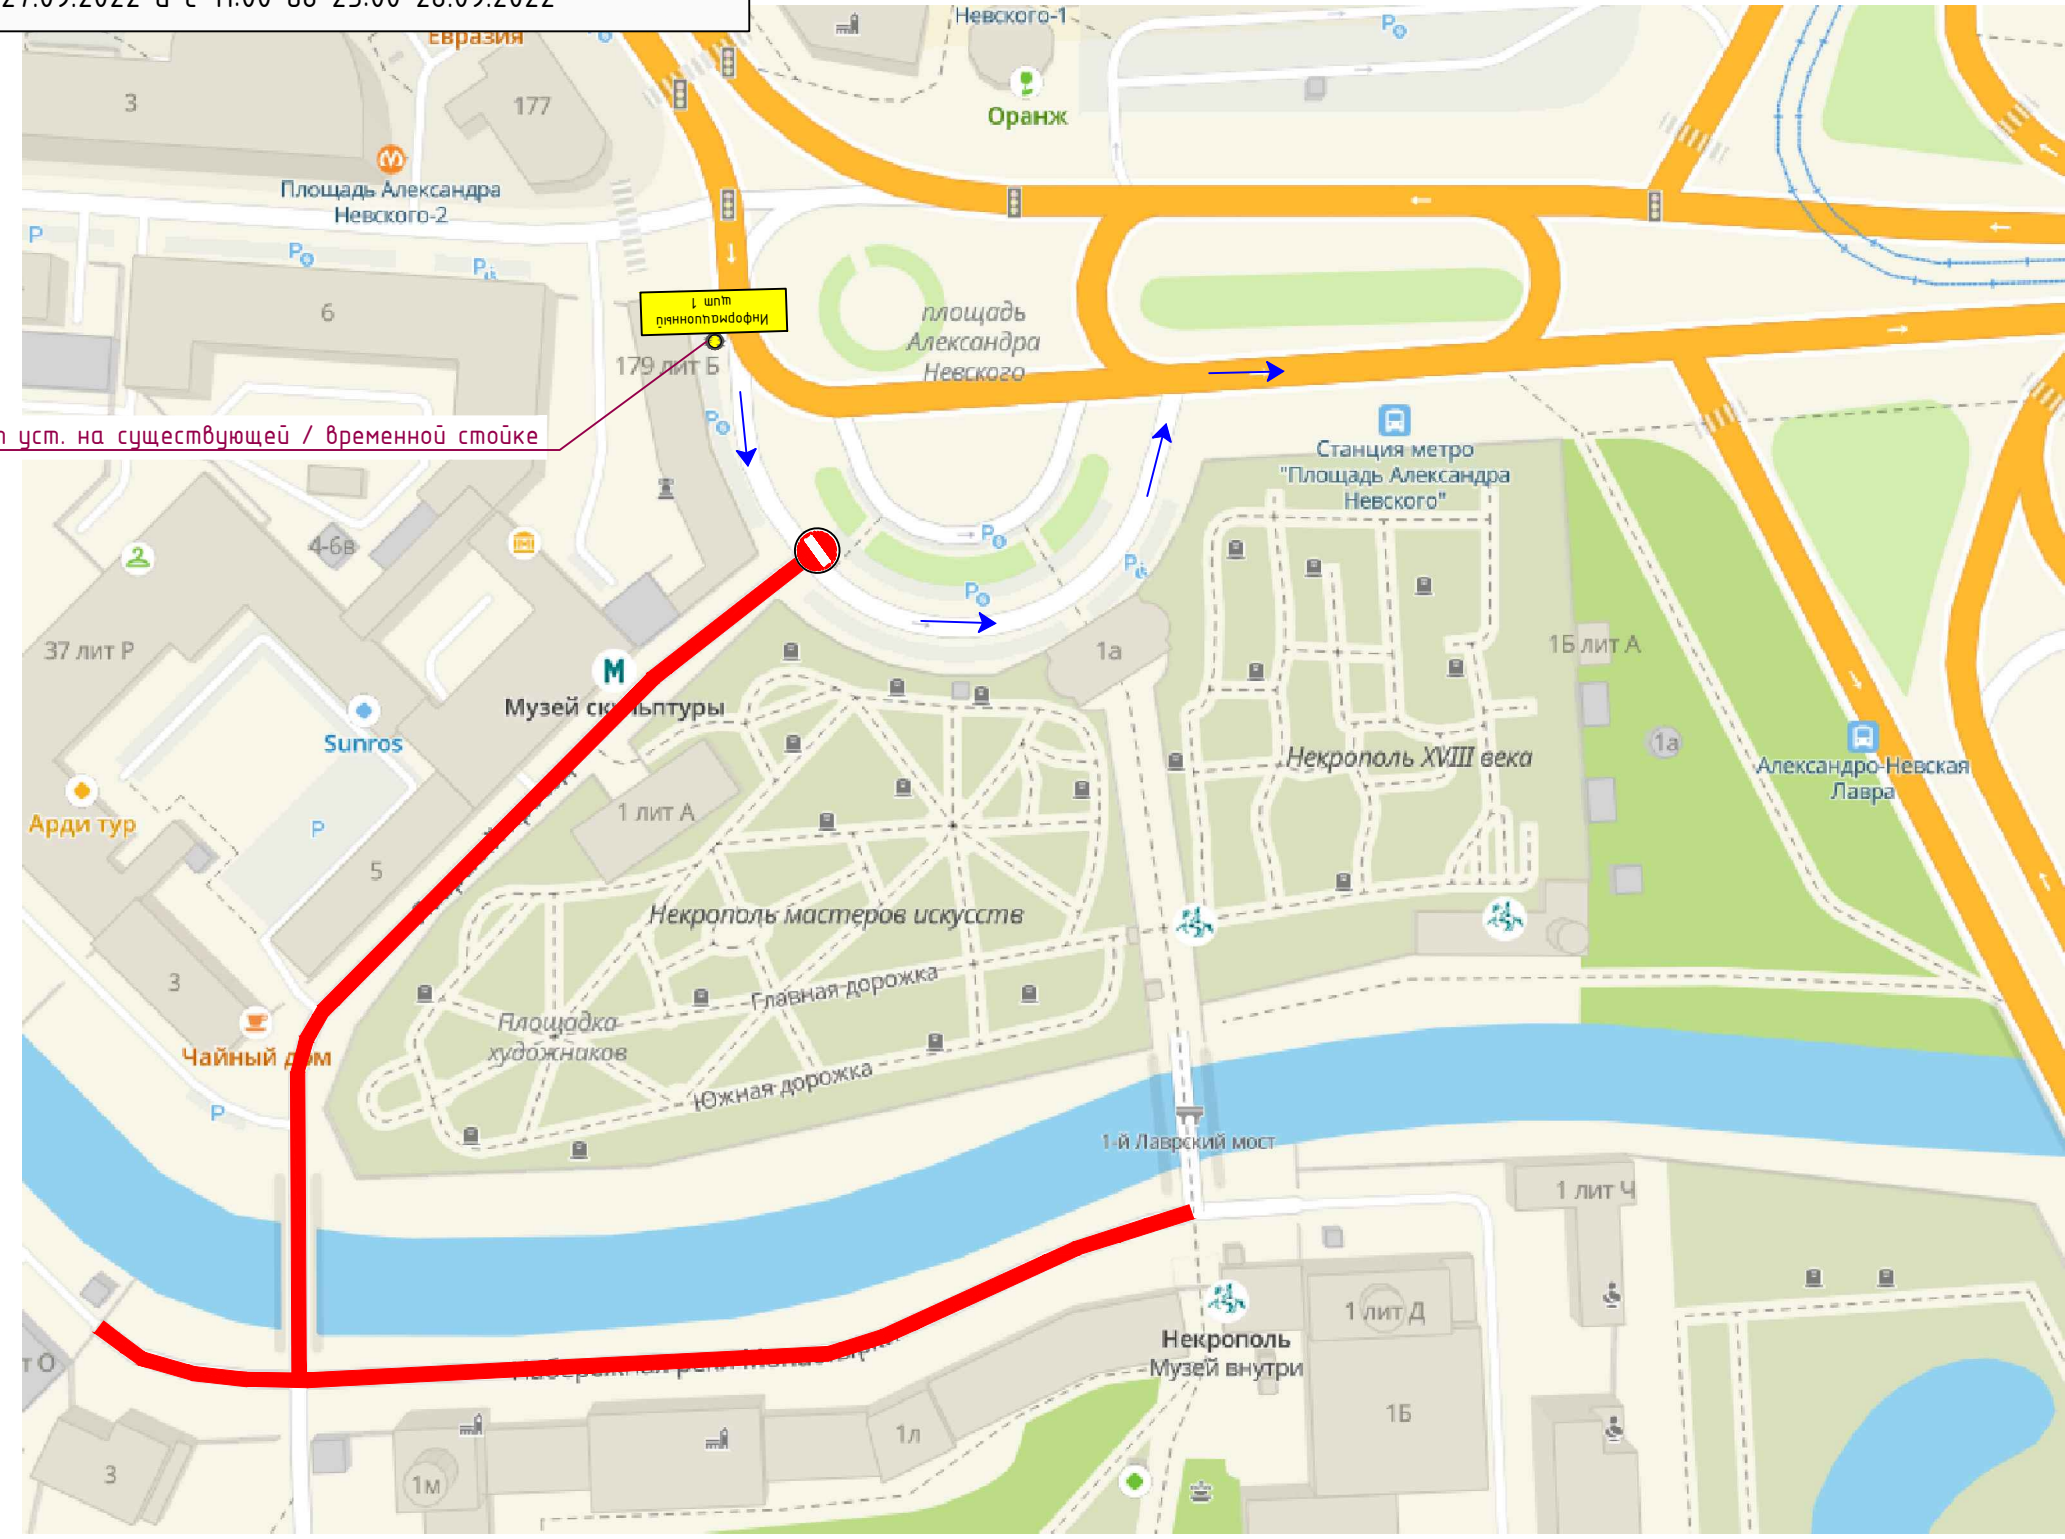 27.09.2022 и с 11:00 до 23:00 28.09.2022
Невского-1
Евразия
3
177
Оранж
Площадь Александра
Невского-2
P
P
P
P
6
Информационный
щит 1
179 лит Б
площадь
Александра
Невского
уст. на существующей / временной стойке
P
Станция метро
"Площадь Александра
Невского"
4-6в
P
P
P
37 лит Р
1а
1Б лит А
М
Музей скульптуры
Sunros
Некрополь XVIII века
1а
Александро-Невская
Лавра
Арди тур
P
1 лит А
5
Некрополь мастеров искусств
3
Главная дорожка
Площадка
художников
Чайный дом
Южная дорожка
P
1-й Лаврский мост
1 лит Ч
1 лит Д
Некрополь
Музей внутри
т О
Набережная реки Монастырки
1Б
1л
3
1м